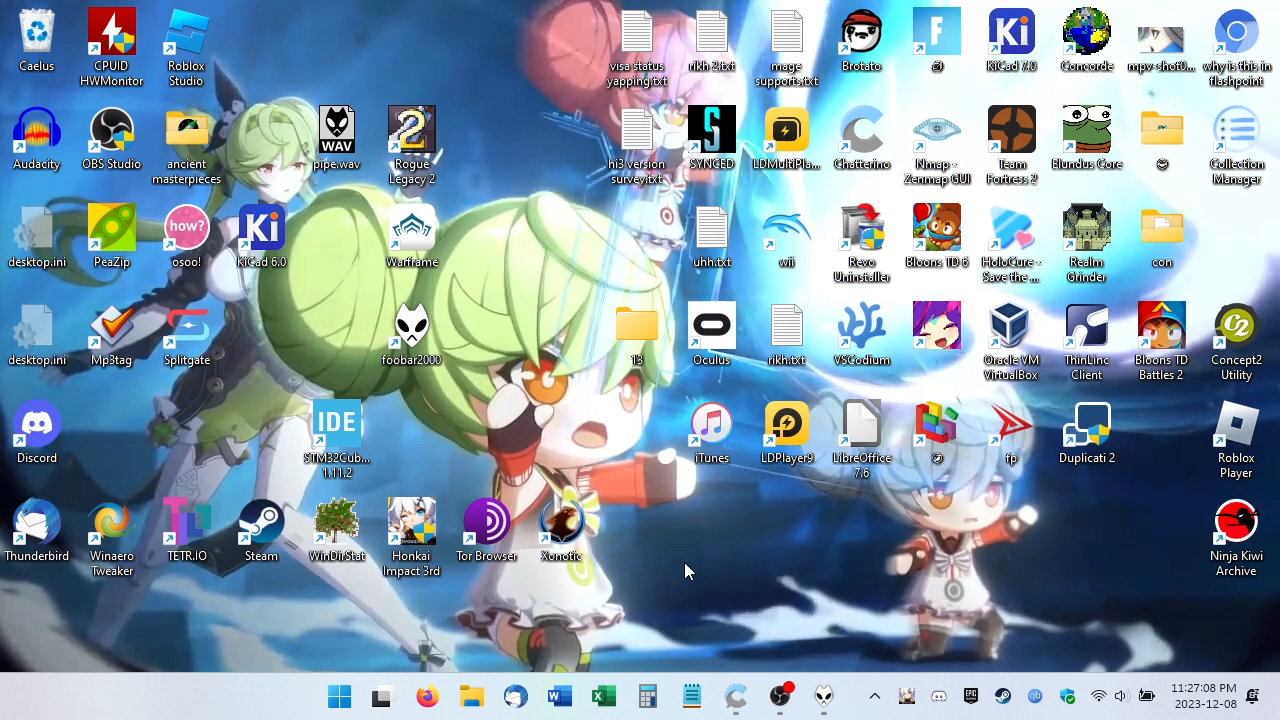 Caelus
CPUID
HWMonitor
Roblox
Studio
visa status
yapping.txt
rikh 2.txt
mage
supports.txt
Brotato
F
Ki
KiCad 7.0
Concorde
mpv-shot0...
why is this in
flashpoint
Audacity
OBS Studio
ancient
masterpieces
WAV
pipe.wav
2
Rogue
Legacy 2
hi3 version
survey.txt
S
SYNCED
LDMultiPla...
Chatterino
Nmap -
Zenmap GUI
Team
Fortress 2
Blundus Core
Collection
Manager
desktop.ini
PeaZip
how?
osoo!
Ki
KiCad 6.0
Warframe
uhh.txt
wii
Revo
Uninstaller
Bloons TD 6
HoloCure -
Save the ...
Realm
Grinder
con
desktop.ini
Mp3tag
Splitgate
foobar2000
13
Oculus
rikh.txt
VSCodium
Oracle VM
VirtualBox
ThinLinc
Client
Bloons TD
Battles 2
C2
Concept2
Utility
Discord
IDE
STM32Cub...
1.11.2
iTunes
LDPlayer9
LibreOffice
7.6
fp
Duplicati 2
Roblox
Player
Thunderbird
Winaero
Tweaker
TETR.IO
Steam
WinDirStat
Honkai
Impact 3rd
Tor Browser
Xonotic
Ninja Kiwi
Archive
W
X
EPIC
GAMES
qb
11:27:08 PM
2023-12-08